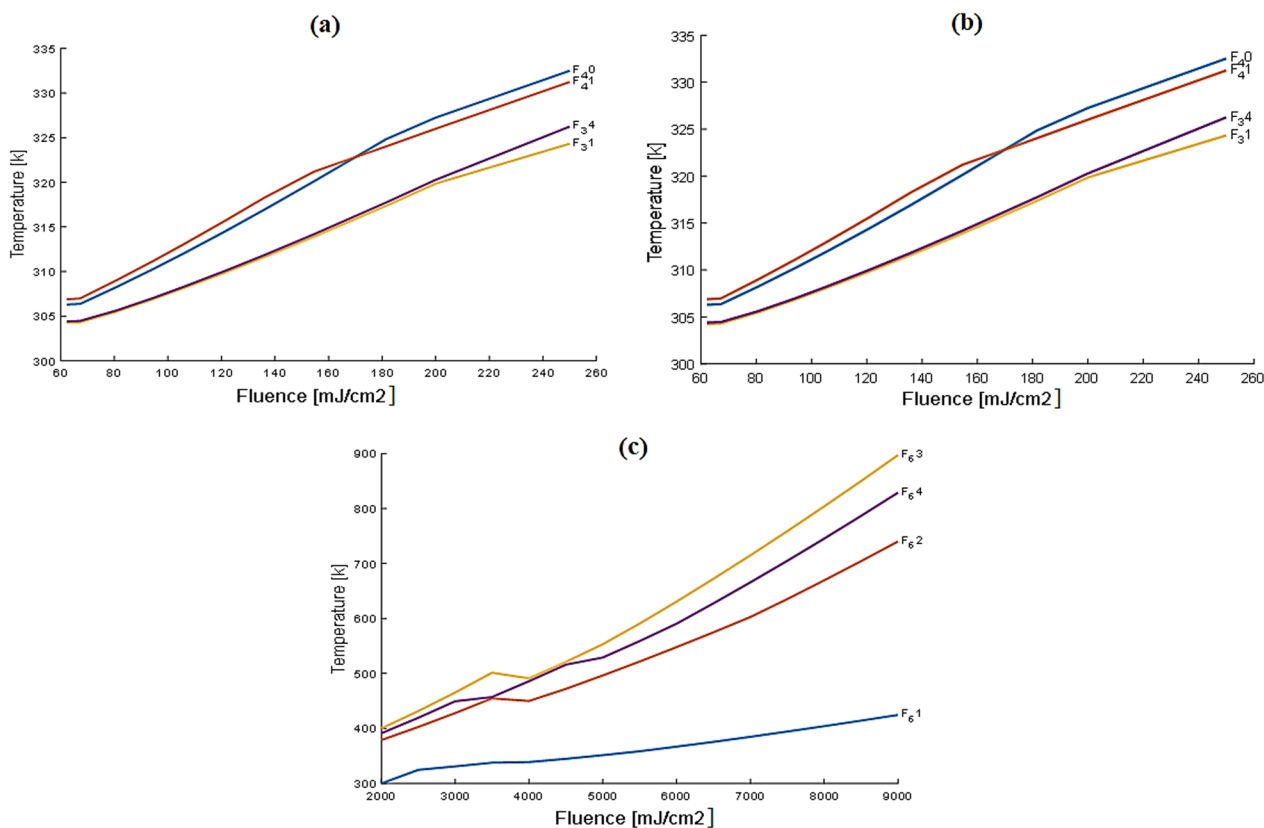 (a)
335
330
325
320
315
310
305
300
Temperature [k]
60 80 100 120 140 160 180 200 220 240 260
Fluence [mJ/cm2]
F₄0
F₄1
F₃4
F₃1
(b)
335
330
325
320
315
310
305
300
Temperature [k]
60 80 100 120 140 160 180 200 220 240 260
Fluence [mJ/cm2]
F₄0
F₄1
F₃4
F₃1
(c)
900
800
700
600
500
400
300
Temperature [k]
2000 3000 4000 5000 6000 7000 8000 9000
Fluence [mJ/cm2]
F₆3
F₆4
F₆2
F₆1